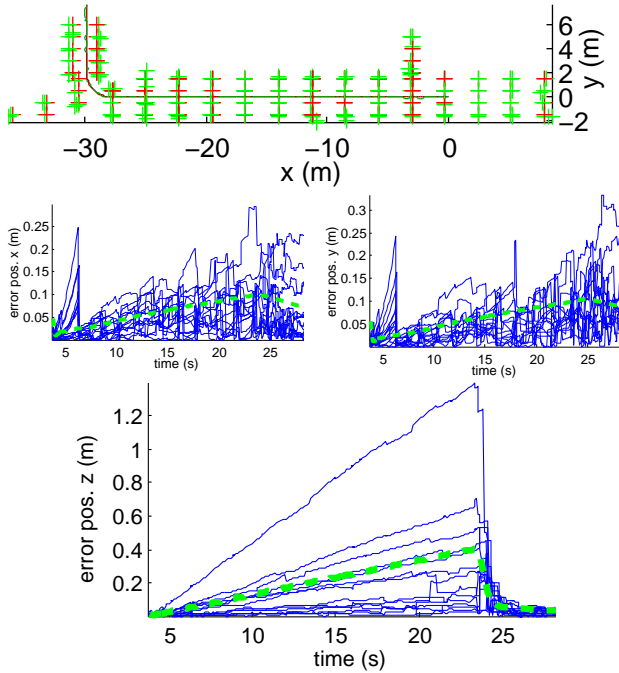 6
4
2
0
−2
y (m)
−30 −20 −10 0
x (m)
0.25
0.2
0.15
0.1
0.05
error pos. x (m)
5 10 15 20 25
time (s)
0.3
0.25
0.2
0.15
0.1
0.05
error pos. y (m)
5 10 15 20 25
time (s)
1.2
1
0.8
0.6
0.4
0.2
error pos. z (m)
5 10 15 20 25
time (s)